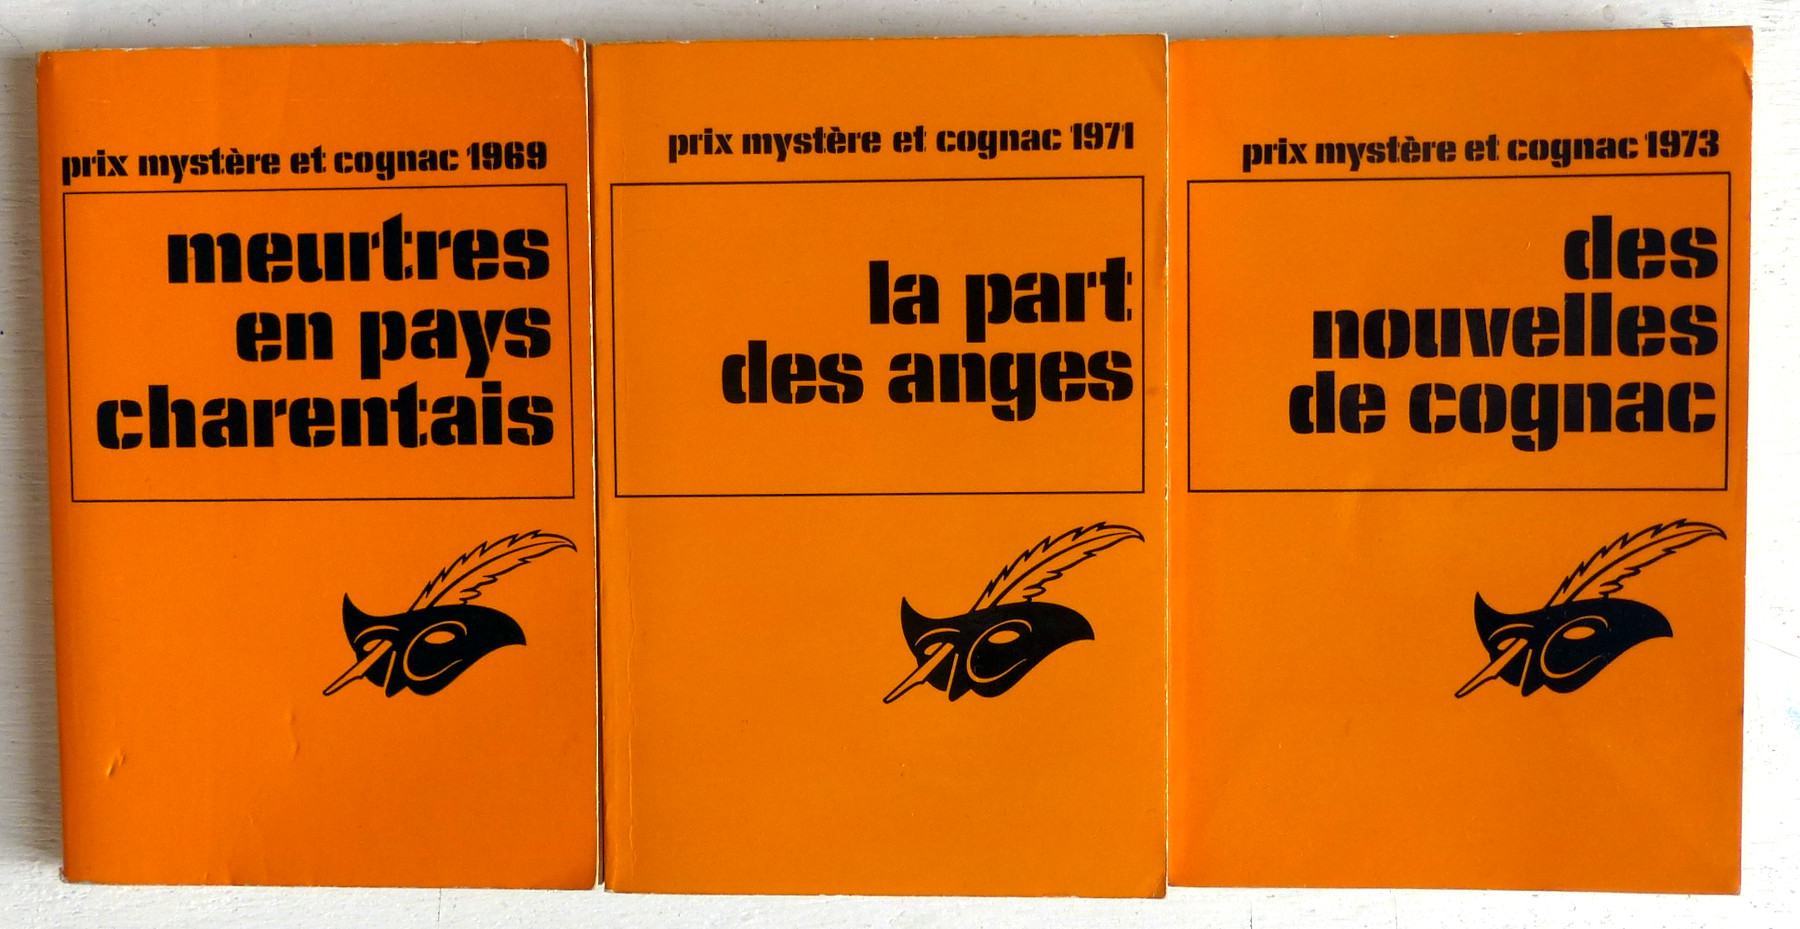 prix mystère et cognac 1969
meurtres
en pays
charentais
prix mystère et cognac 1971
la part
des anges
prix mystère et cognac 1973
des
nouvelles
de cognac